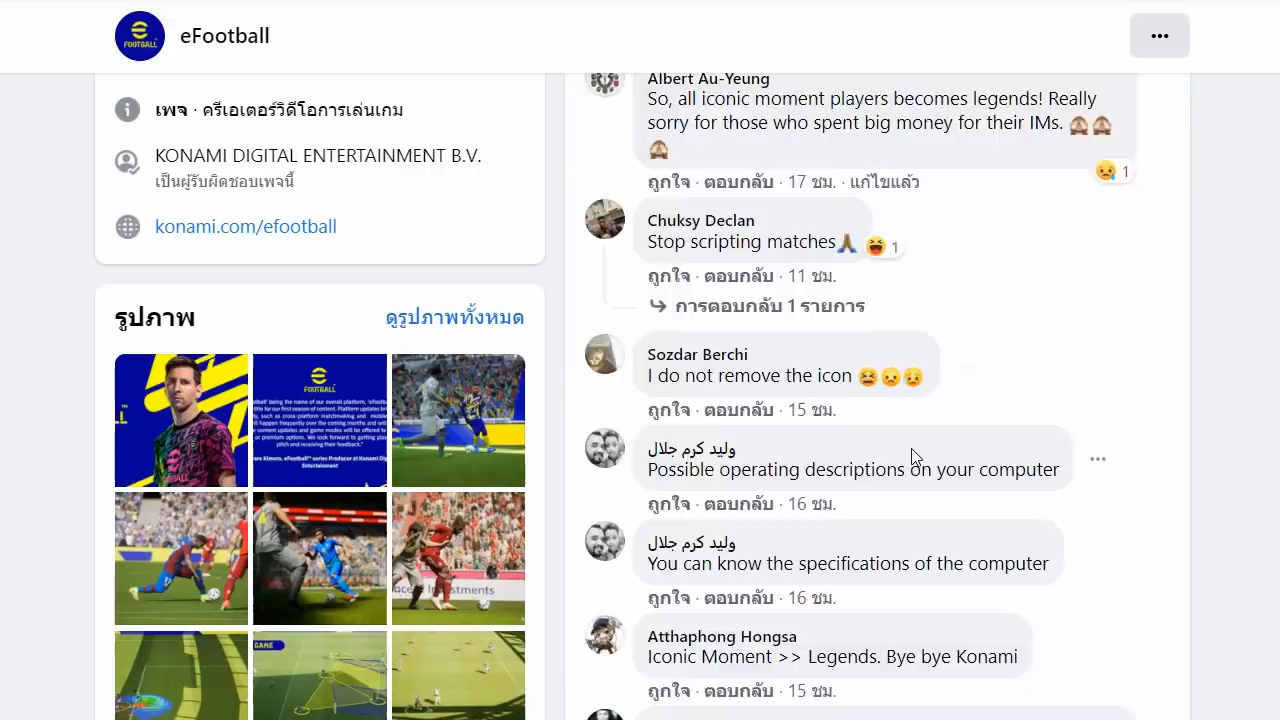 eFootball
เพจ · ครีเอเตอร์วิดีโอการเล่นเกม
KONAMI DIGITAL ENTERTAINMENT B.V.
เป็นผู้รับผิดชอบเพจนี้
konami.com/efootball
รูปภาพ
ดูรูปภาพทั้งหมด
FOOTBALL
GAME
Albert Au-Yeung
So, all iconic moment players becomes legends! Really
sorry for those who spent big money for their IMs. 🙈🙈
🙈
ถูกใจ · ตอบกลับ · 17 ชม. · แก้ไขแล้ว
1
Chuksy Declan
Stop scripting matches🙏🏾
1
ถูกใจ · ตอบกลับ · 11 ชม.
การตอบกลับ 1 รายการ
Sozdar Berchi
I do not remove the icon
ถูกใจ · ตอบกลับ · 15 ชม.
وليد كرم جلال
Possible operating descriptions on your computer
ถูกใจ · ตอบกลับ · 16 ชม.
وليد كرم جلال
You can know the specifications of the computer
ถูกใจ · ตอบกลับ · 16 ชม.
Athahpong Hongsa
Iconic Moment >> Legends. Bye bye Konami
ถูกใจ · ตอบกลับ · 15 ชม.